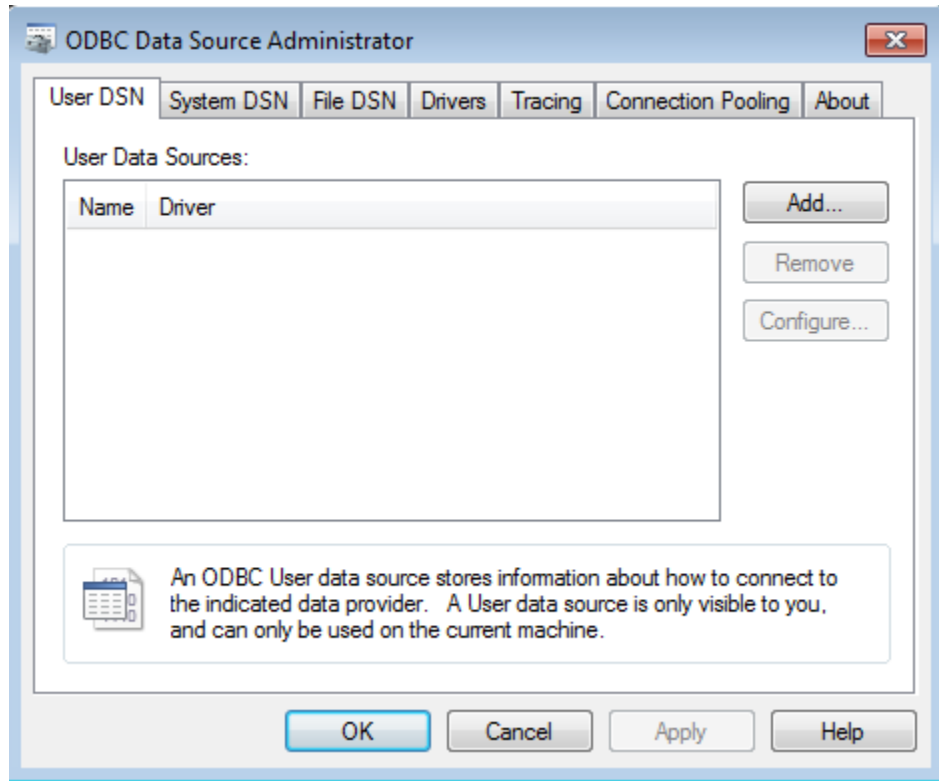 ODBC Data Source Administrator
User DSN System DSN File DSN Drivers Tracing Connection Pooling About
User Data Sources:
Name Driver
Add...
Remove
Configure...
An ODBC User data source stores information about how to connect to
the indicated data provider.   A User data source is only visible to you,
and can only be used on the current machine.
OK Cancel Apply Help